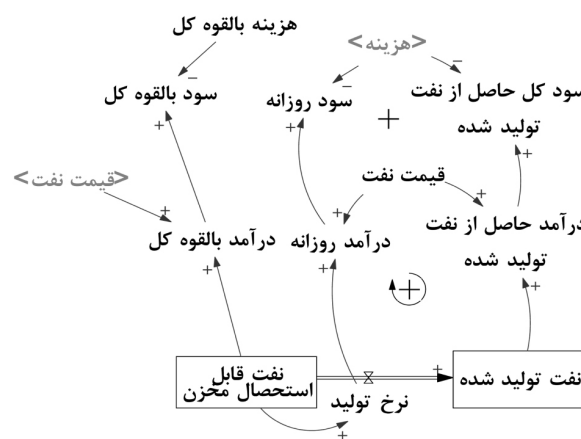 هزینه بالقوه کل
<هزینه>
سود کل حاصل از نفت
تولید شده
سود روزانه
سود بالقوه کل
قیمت نفت
<قیمت نفت>
درآمد حاصل از نفت
تولید شده
درآمد روزانه
درآمد بالقوه کل
نفت تولید شده
نرخ تولید
نفت قابل
استحصال مخزن